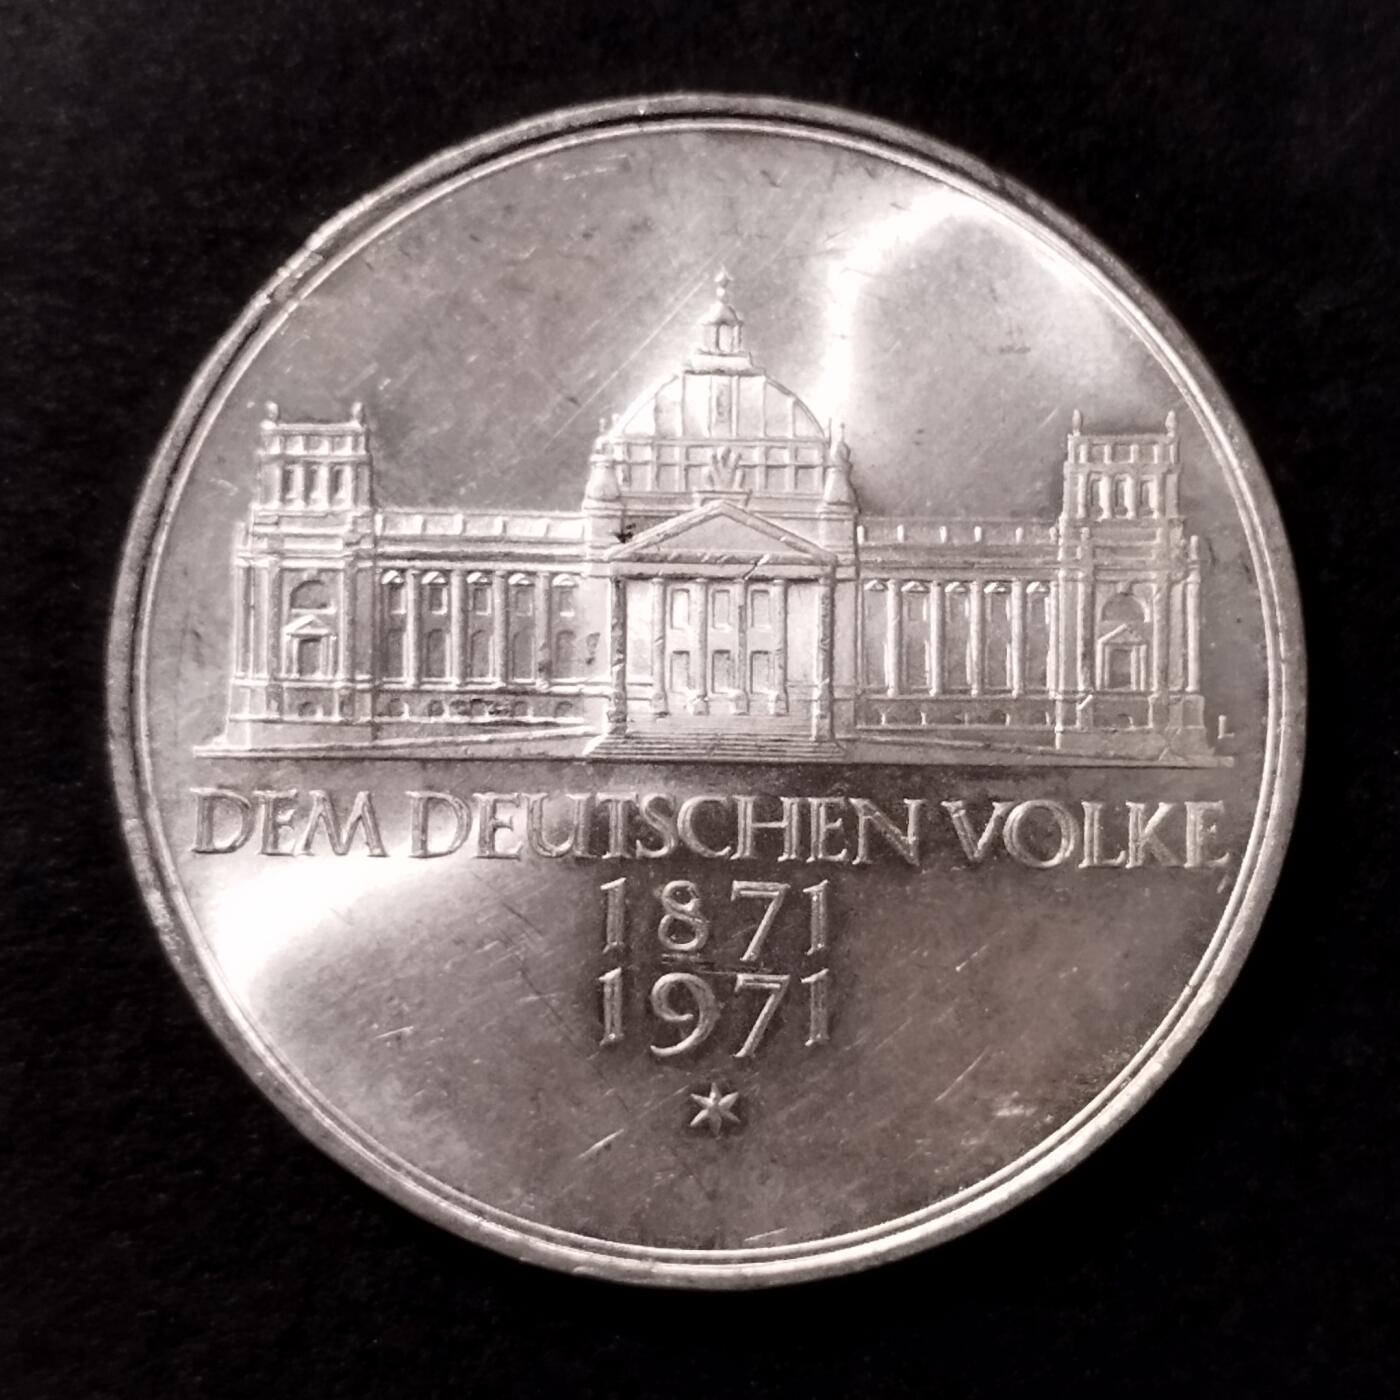 L
DEM DEUTSCHEN VOLKE
1871
1971